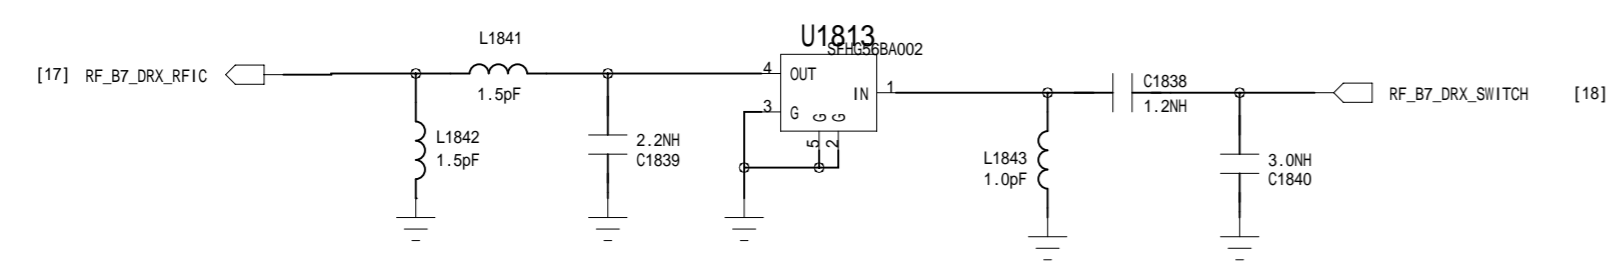 [17] RF_B7_DRX_RFIC
L1841
1.5pF
L1842
1.5pF
2.2NH
C1839
U1813
SFHG56BA002
4 OUT
3 G
IN 1
G G
5 2
L1843
1.0pF
C1838
1.2NH
3.0NH
C1840
RF_B7_DRX_SWITCH [18]